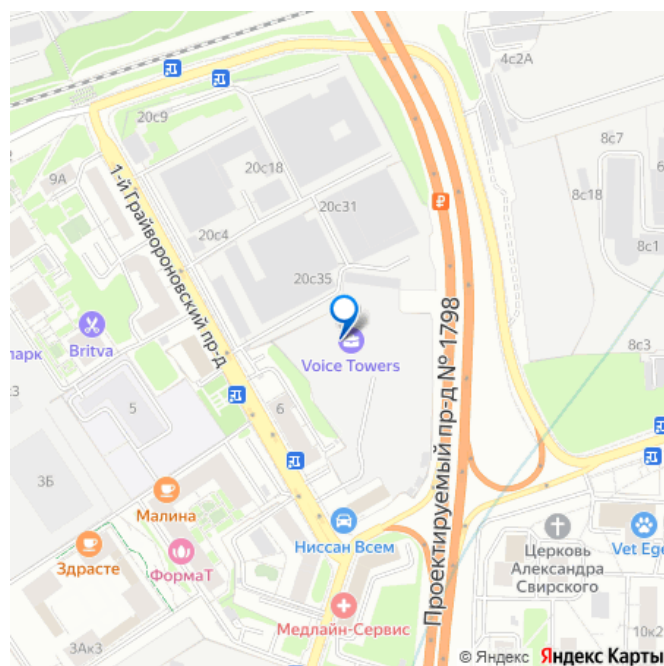 4с2А
20с9
8с7
9А
20с18
8с18
20с31
1-й Грайвороновский пр-д
20с4
8с1
20с35
Проектируемый пр-д № 1798
Britva
парк
Voice Towers
8с3
5
6
3Б
Малина
Ниссан Всем
Церковь
Александра
Свирского
Vet Ege
Здрасте
ФормаТ
Медлайн-Сервис
10к2
3Ак3
© Яндекс Яндекс Карты